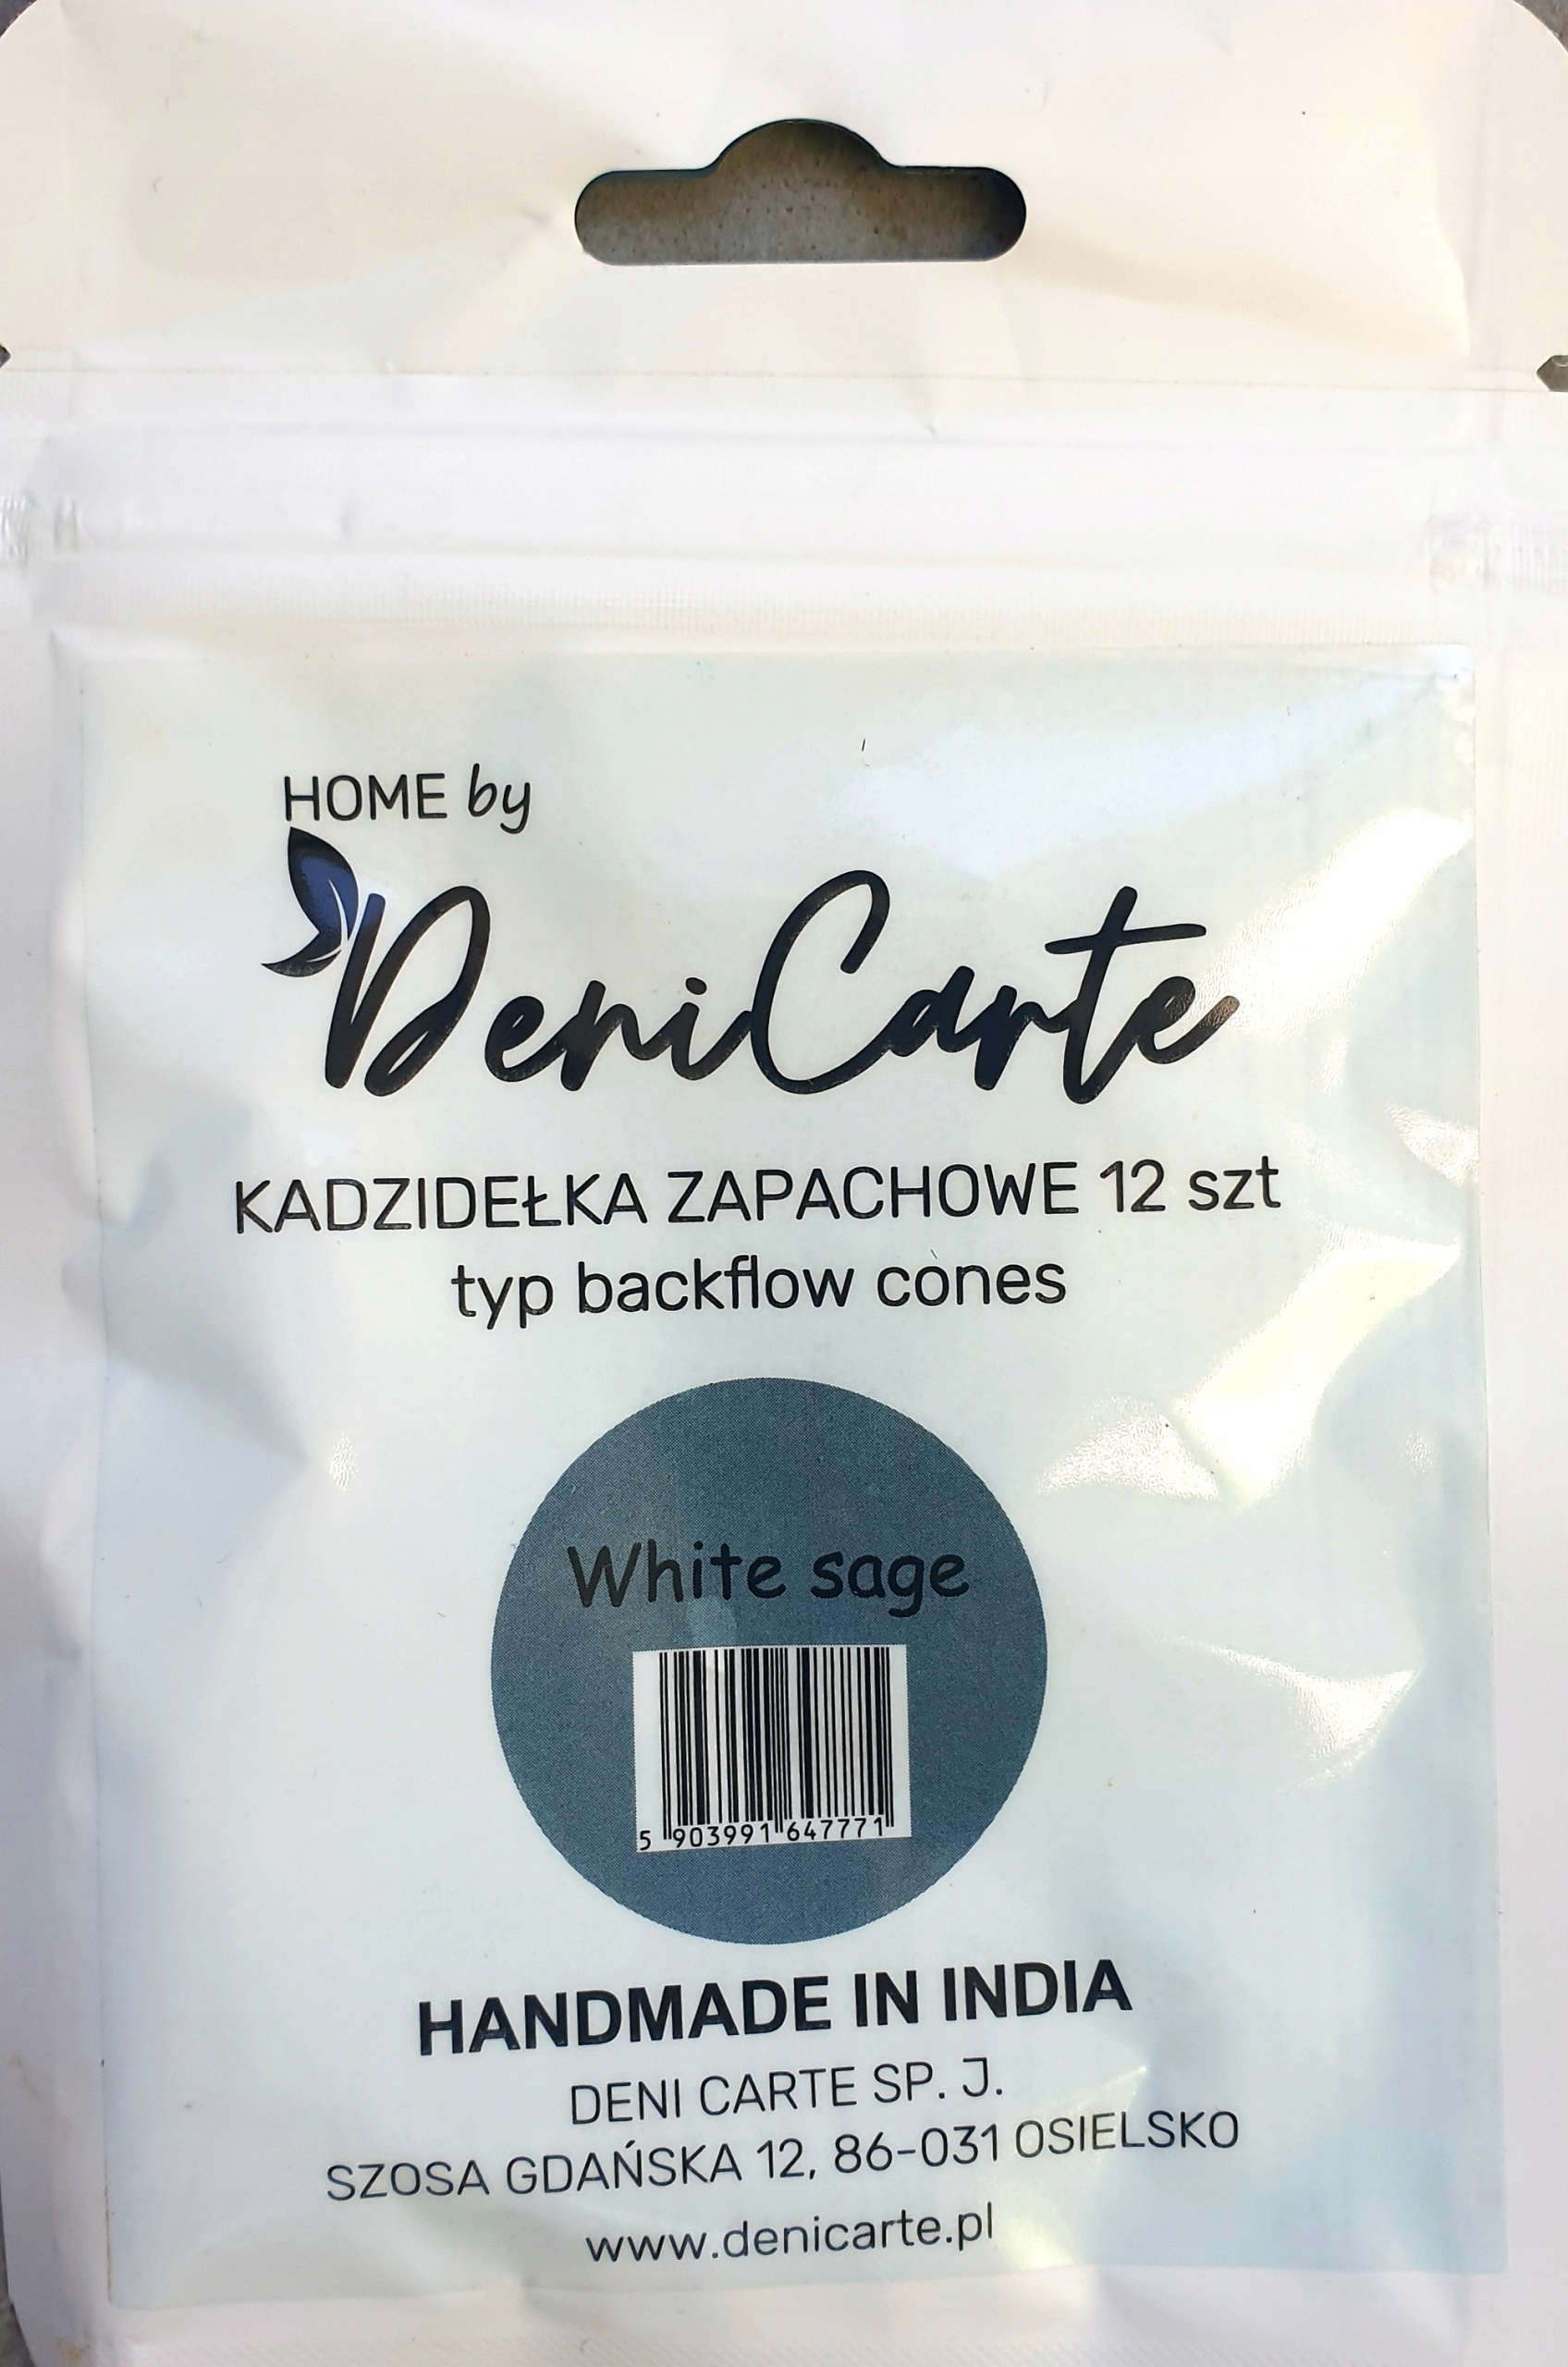 HOME by
DeniCarte
KADZIDEŁKA ZAPACHOWE 12 szt
typ backflow cones
White sage
5 903991 647771
HANDMADE IN INDIA
DENI CARTE SP. J.
SZOSA GDAŃSKA 12, 86-031 OSIELSKO
www.denicarte.pl